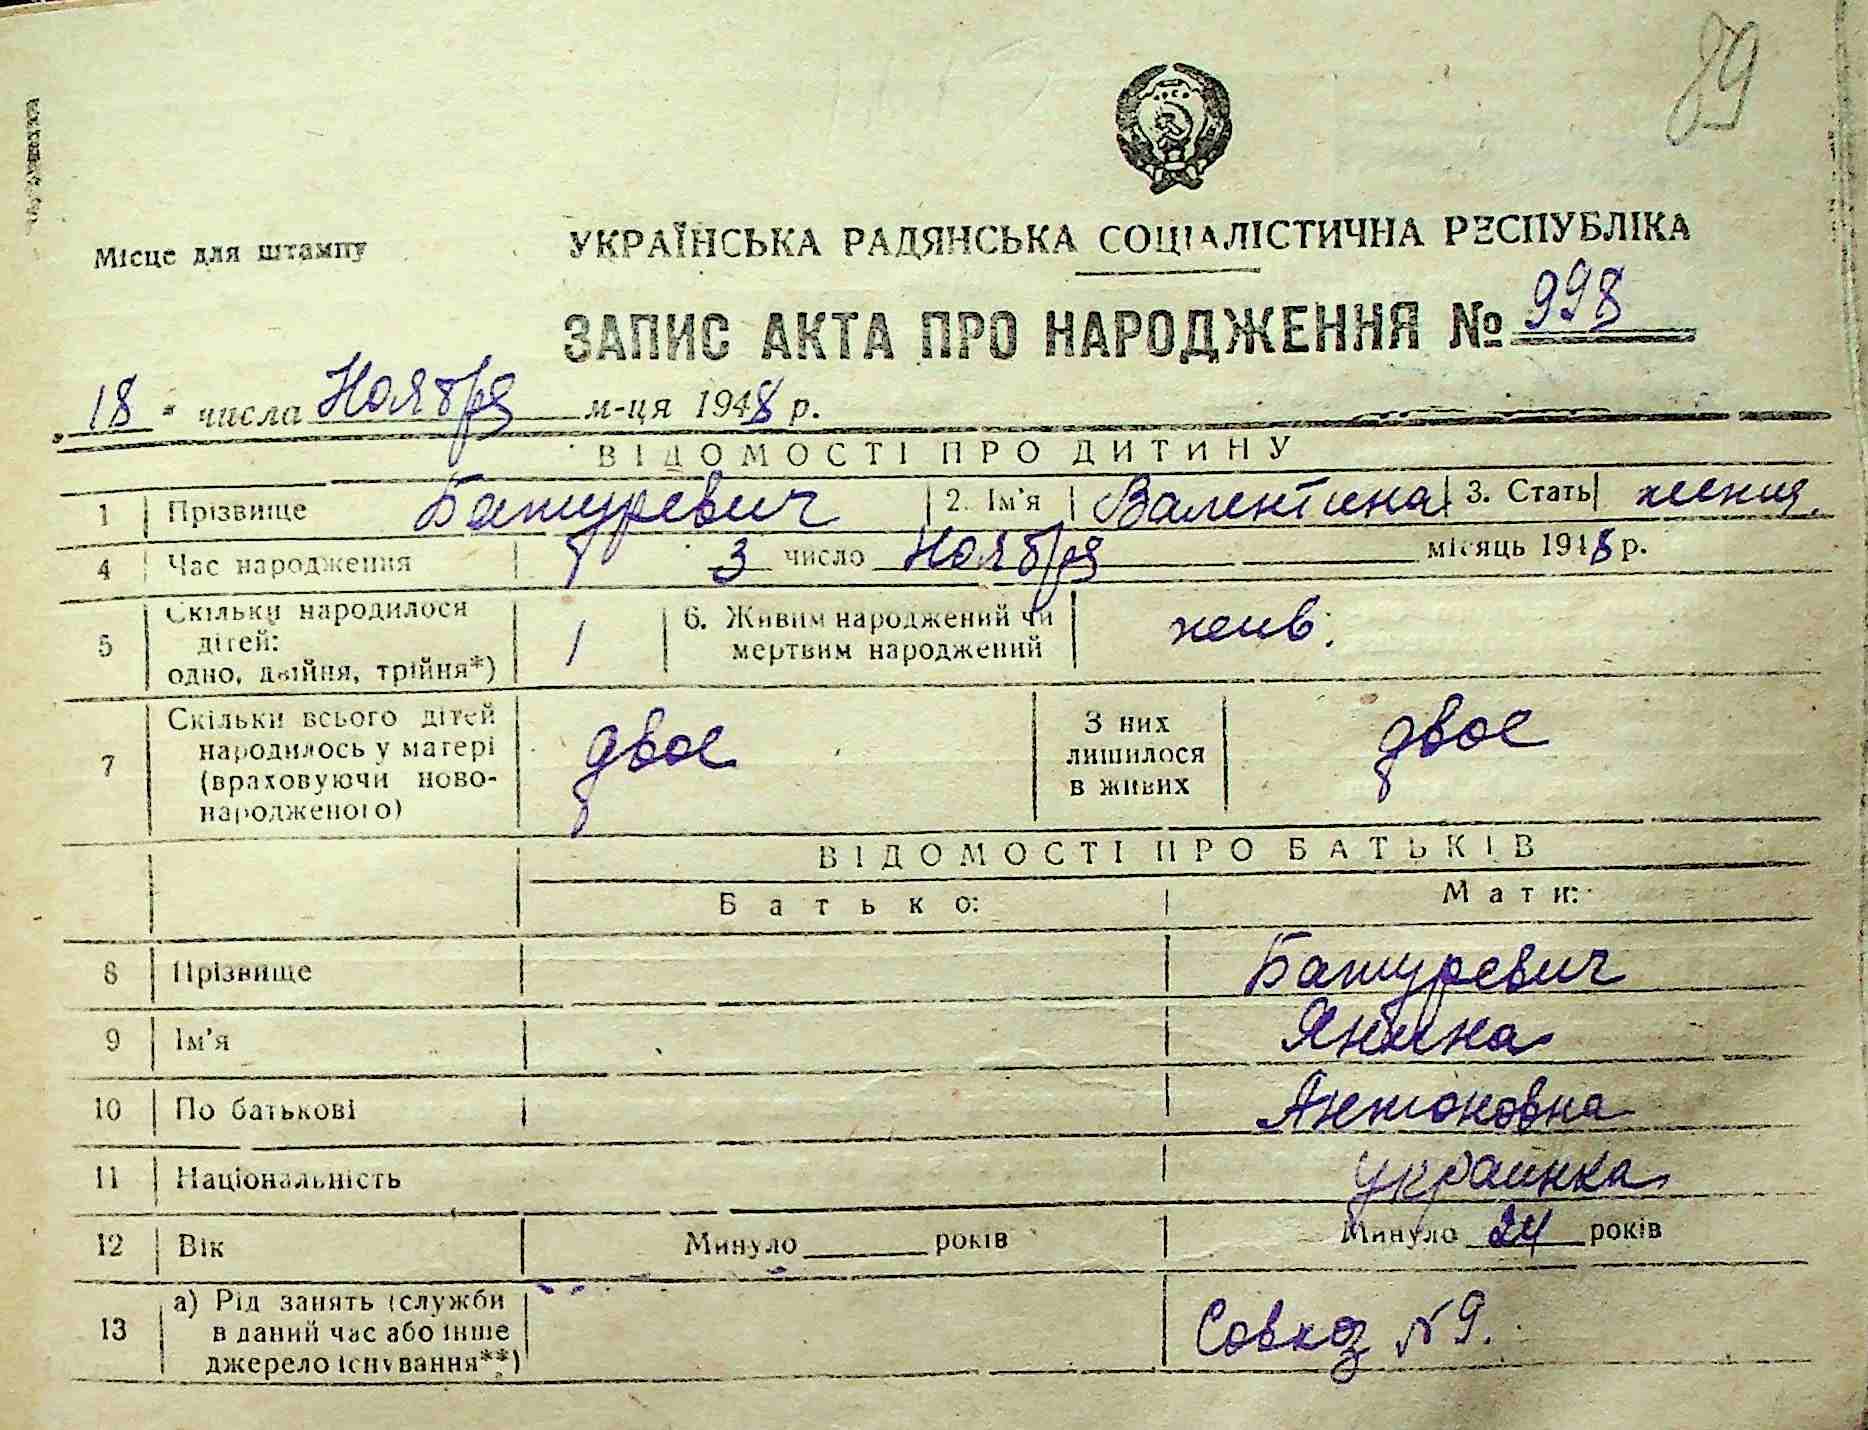 89
Місце для штампу
УКРАЇНСЬКА РАДЯНСЬКА СОЦІАЛІСТИЧНА РЕСПУБЛІКА
ЗАПИС АКТА ПРО НАРОДЖЕННЯ № 998
„18" числа Ноября м-ця 1948 р.
ВІДОМОСТІ ПРО ДИТИНУ
1 Прізвище Бажуревич 2. Ім'я Валентина 3. Стать женщ.
4 Час народження 3 число Ноября місяць 1948 р.
5 Скільки народилося дітей: одно, двійня, трійня*) 1 6. Живим народжений чи мертвим народжений жив.
7 Скільки всього дітей народилось у матері (враховуючи новонародженого) двое З них лишилося в живих двое
ВІДОМОСТІ ПРО БАТЬКІВ
Батько: Мати:
8 Прізвище Бажуревич
9 Ім'я Янина
10 По батькові Антоновна
11 Національність украинка
12 Вік Минуло років Минуло 24 років
13 а) Рід занять (служби в даний час або інше джерело існування**) Совхоз №9.